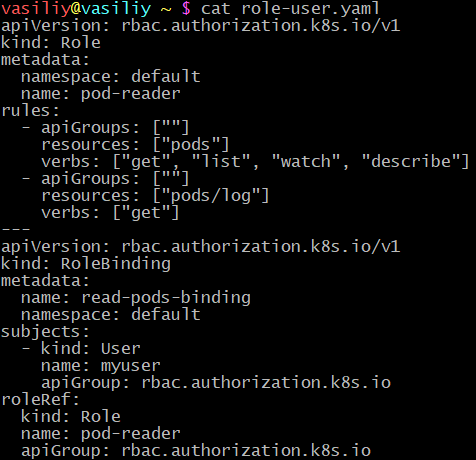 vasiliy@vasiliy ~ $ cat role-user.yaml
apiVersion: rbac.authorization.k8s.io/v1
kind: Role
metadata:
  namespace: default
  name: pod-reader
rules:
  - apiGroups: [""]
    resources: ["pods"]
    verbs: ["get", "list", "watch", "describe"]
  - apiGroups: [""]
    resources: ["pods/log"]
    verbs: ["get"]
---
apiVersion: rbac.authorization.k8s.io/v1
kind: RoleBinding
metadata:
  name: read-pods-binding
  namespace: default
subjects:
  - kind: User
    name: myuser
    apiGroup: rbac.authorization.k8s.io
roleRef:
  kind: Role
  name: pod-reader
  apiGroup: rbac.authorization.k8s.io